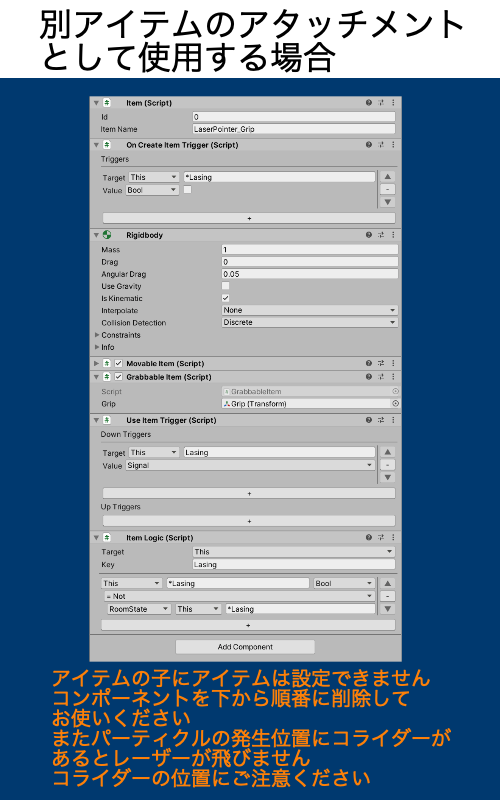 別アイテムのアタッチメント
として使用する場合
Item (Script)
Id 0
Item Name LaserPointer_Grip
On Create Item Trigger (Script)
Triggers
Target This *Lasing
Value Bool
+
Rigidbody
Mass 1
Drag 0
Angular Drag 0.05
Use Gravity
Is Kinematic
Interpolate None
Collision Detection Discrete
Constraints
Info
Movable Item (Script)
Grabbable Item (Script)
Script GrabbableItem
Grip Grip (Transform)
Use Item Trigger (Script)
Down Triggers
Target This Lasing
Value Signal
+
Up Triggers
+
Item Logic (Script)
Target This
Key Lasing
This *Lasing Bool
= Not
RoomState This *Lasing
+
Add Component
アイテムの子にアイテムは設定できません
コンポーネントを下から順番に削除して
お使いください
またパーティクルの発生位置にコライダーが
あるとレーザーが飛びません
コライダーの位置にご注意ください